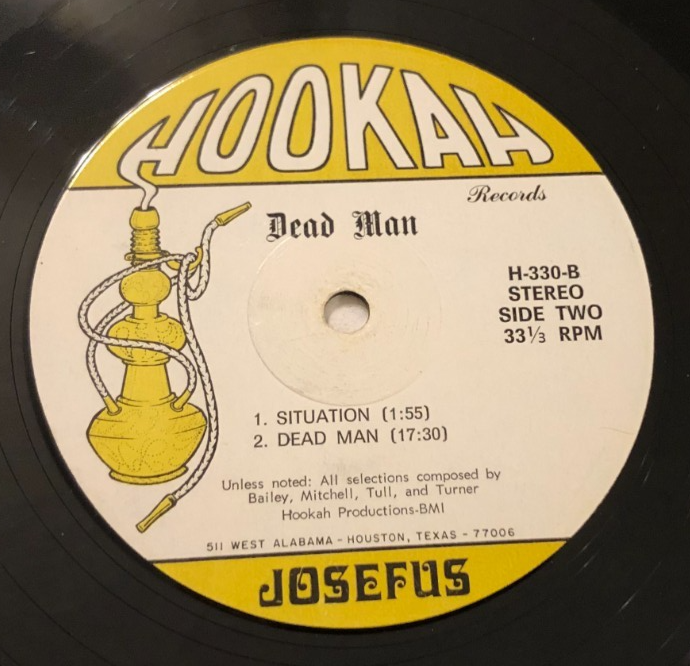 HOOKAH
Records
Dead Man
H-330-B
STEREO
SIDE TWO
33⅓ RPM
1. SITUATION (1:55)
2. DEAD MAN (17:30)
Unless noted: All selections composed by
Bailey, Mitchell, Tull, and Turner
Hookah Productions-BMI
511 WEST ALABAMA - HOUSTON, TEXAS - 77006
JOSEFUS